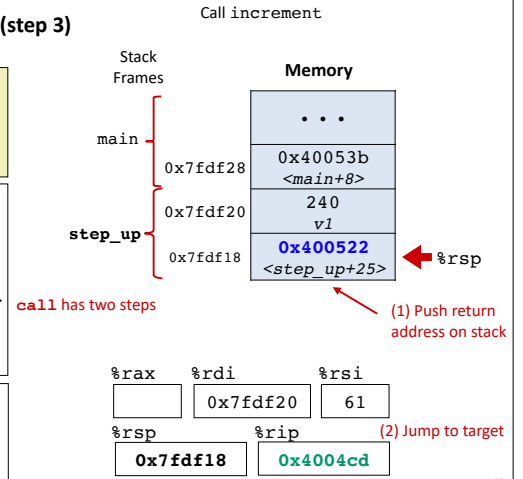 Call increment
(step 3)
Stack
Frames
Memory
• • •
main
0x7fdf28
0x40053b
<main+8>
0x7fdf20
240
v1
step_up
0x7fdf18
0x400522
<step_up+25>
%rsp
call has two steps
(1) Push return
address on stack
%rax %rdi %rsi
0x7fdf20 61
%rsp %rip (2) Jump to target
0x7fdf18 0x4004cd